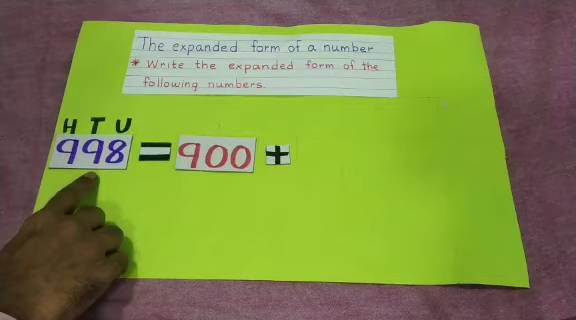 The expanded form of a number
* Write the expanded form of the
following numbers.
H T U
998 = 900 +